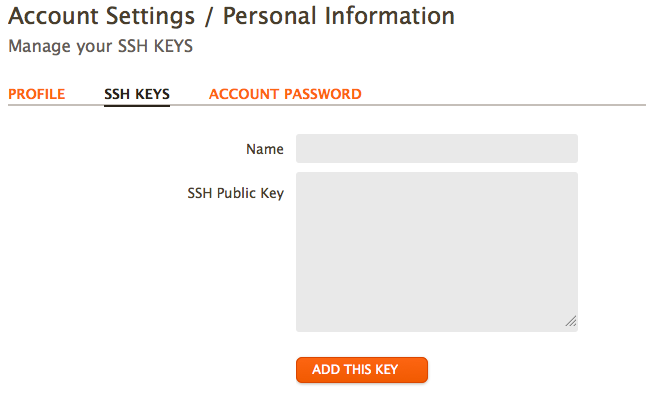 Account Settings / Personal Information
Manage your SSH KEYS
PROFILE SSH KEYS ACCOUNT PASSWORD
Name
SSH Public Key
ADD THIS KEY